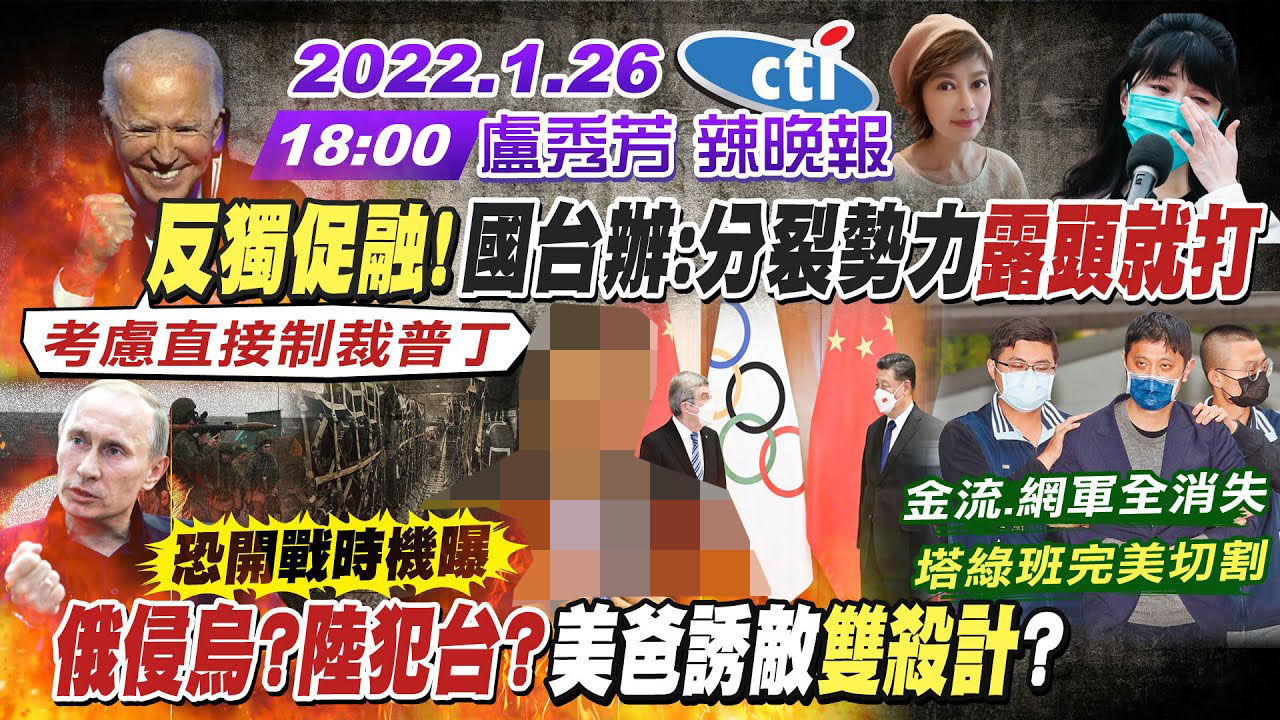 2022.1.26
cti
18:00
盧秀芳 辣晚報
反獨促融!國台辦:分裂勢力露頭就打
考慮直接制裁普丁
金流.網軍全消失
塔綠班完美切割
恐開戰時機曝
俄侵烏?陸犯台?美爸誘敵雙殺計?